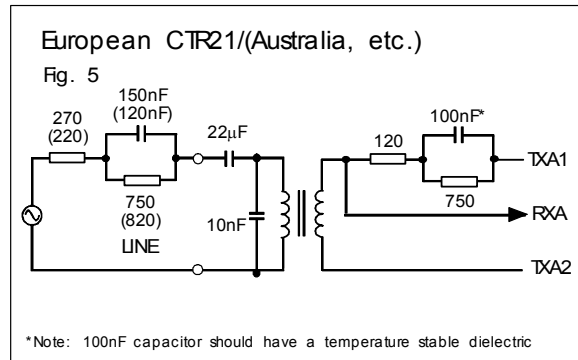 European CTR21/(Australia, etc.)
Fig. 5
150nF
(120nF)
270
(220)
22µF
100nF*
120
TXA1
750
(820)
10nF
750
RXA
LINE
TXA2
*Note: 100nF capacitor should have a temperature stable dielectric